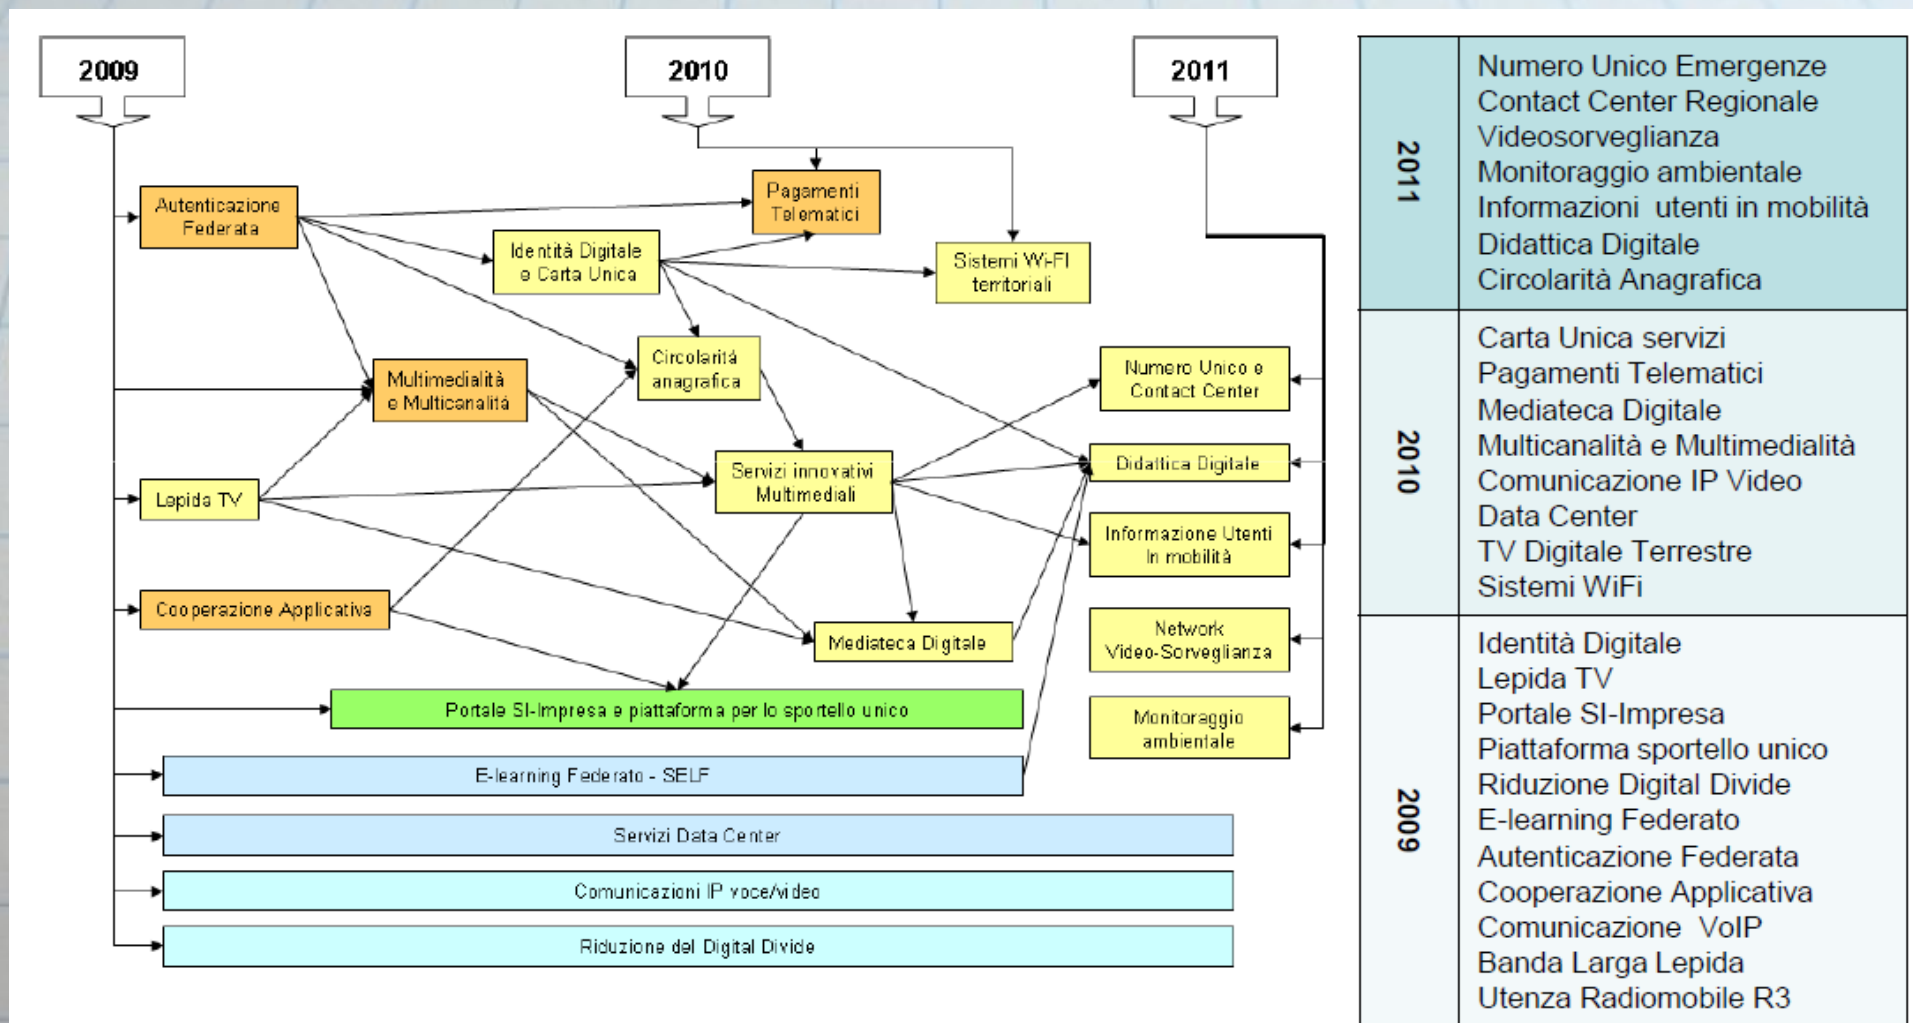 2009
2010
2011
Autenticazione
Federata
Pagamenti
Telematici
Identità Digitale
e Carta Unica
Sistemi Wi-FI
territoriali
Circolarità
anagrafica
Multimedialità
e Multicanalità
Numero Unico e
Contact Center
Servizi innovativi
Multimediali
Didattica Digitale
Lepida TV
Informazione Utenti
In mobilità
Cooperazione Applicativa
Mediateca Digitale
Network
Video-Sorveglianza
Portale SI-Impresa e piattaforma per lo sportello unico
Monitoraggio
ambientale
E-learning Federato - SELF
Servizi Data Center
Comunicazioni IP voce/video
Riduzione del Digital Divide
2011
Numero Unico Emergenze
Contact Center Regionale
Videosorveglianza
Monitoraggio ambientale
Informazioni utenti in mobilità
Didattica Digitale
Circolarità Anagrafica
2010
Carta Unica servizi
Pagamenti Telematici
Mediateca Digitale
Multicanalità e Multimedialità
Comunicazione IP Video
Data Center
TV Digitale Terrestre
Sistemi WiFi
2009
Identità Digitale
Lepida TV
Portale SI-Impresa
Piattaforma sportello unico
Riduzione Digital Divide
E-learning Federato
Autenticazione Federata
Cooperazione Applicativa
Comunicazione VoIP
Banda Larga Lepida
Utenza Radiomobile R3